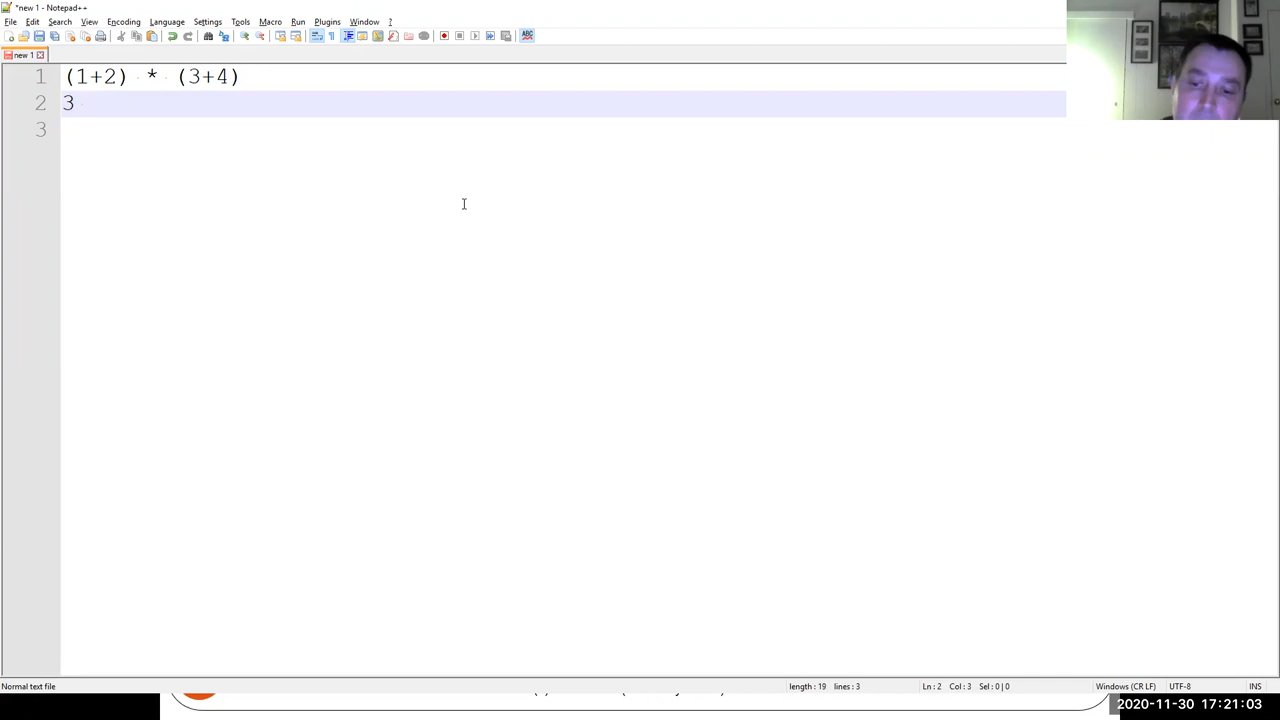 *new 1 - Notepad++
File Edit Search View Encoding Language Settings Tools Macro Run Plugins Window ?
new 1
1 (1+2) * (3+4)
2 3
3
Normal text file length : 19 lines : 3 Ln : 2 Col : 3 Sel : 0 | 0 Windows (CR LF) UTF-8 INS
2020-11-30 17:21:03